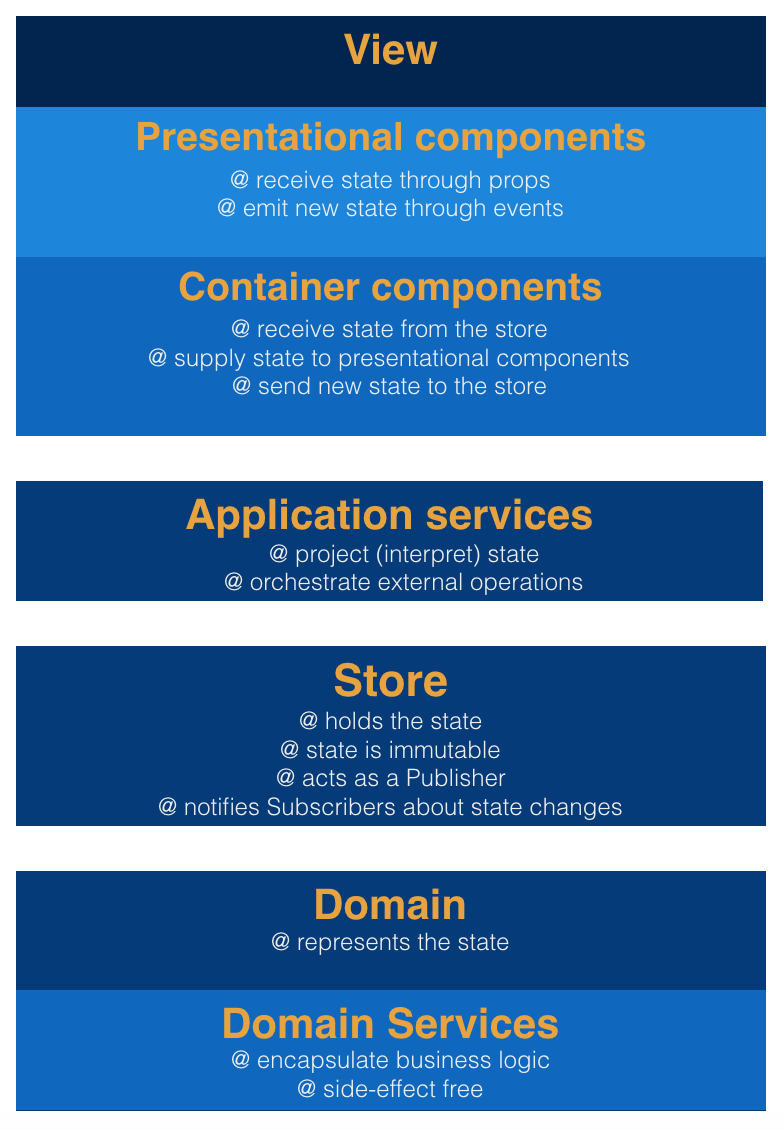 View
Presentational components
@ receive state through props
@ emit new state through events
Container components
@ receive state from the store
@ supply state to presentational components
@ send new state to the store
Application services
@ project (interpret) state
@ orchestrate external operations
Store
@ holds the state
@ state is immutable
@ acts as a Publisher
@ notifies Subscribers about state changes
Domain
@ represents the state
Domain Services
@ encapsulate business logic
@ side-effect free